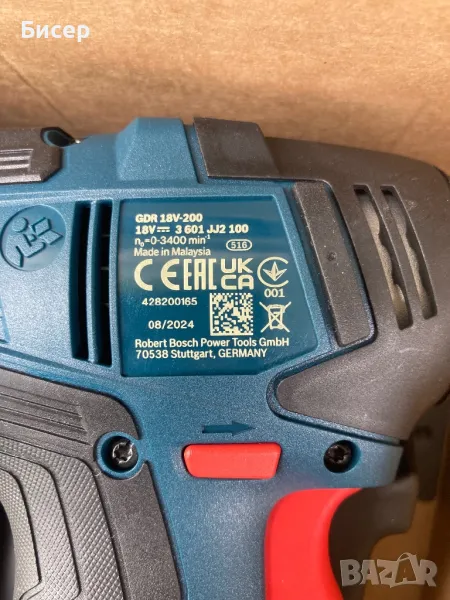 Бисер
GDR 18V-200
18V⎓ 3 601 JJ2 100
n₀=0-3400 min⁻¹
Made in Malaysia 516
CE EAC UK CA 001
428200165
08/2024
Robert Bosch Power Tools GmbH
70538 Stuttgart, GERMANY
BAZAR